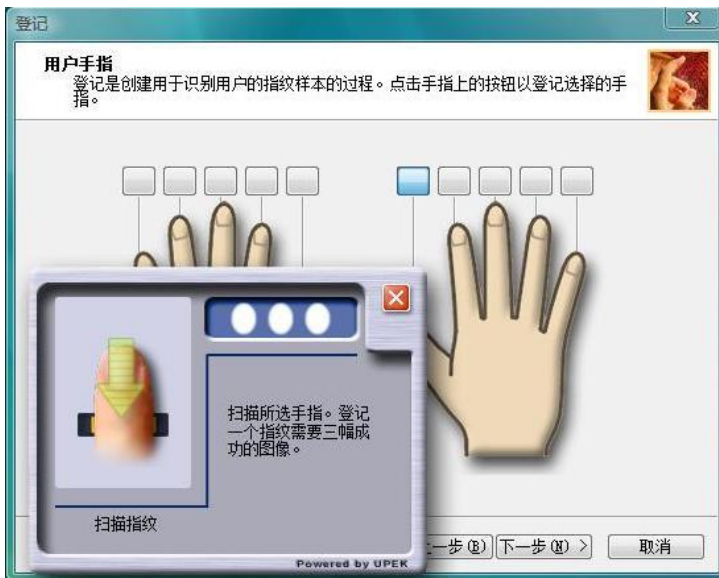 登记
用户手指
登记是创建用于识别用户的指纹样本的过程。点击手指上的按钮以登记选择的手
指。
扫描所选手指。登记
一个指纹需要三幅成
功的图像。
扫描指纹
Powered by UPEK
一步(B)
下一步(N) >
取消